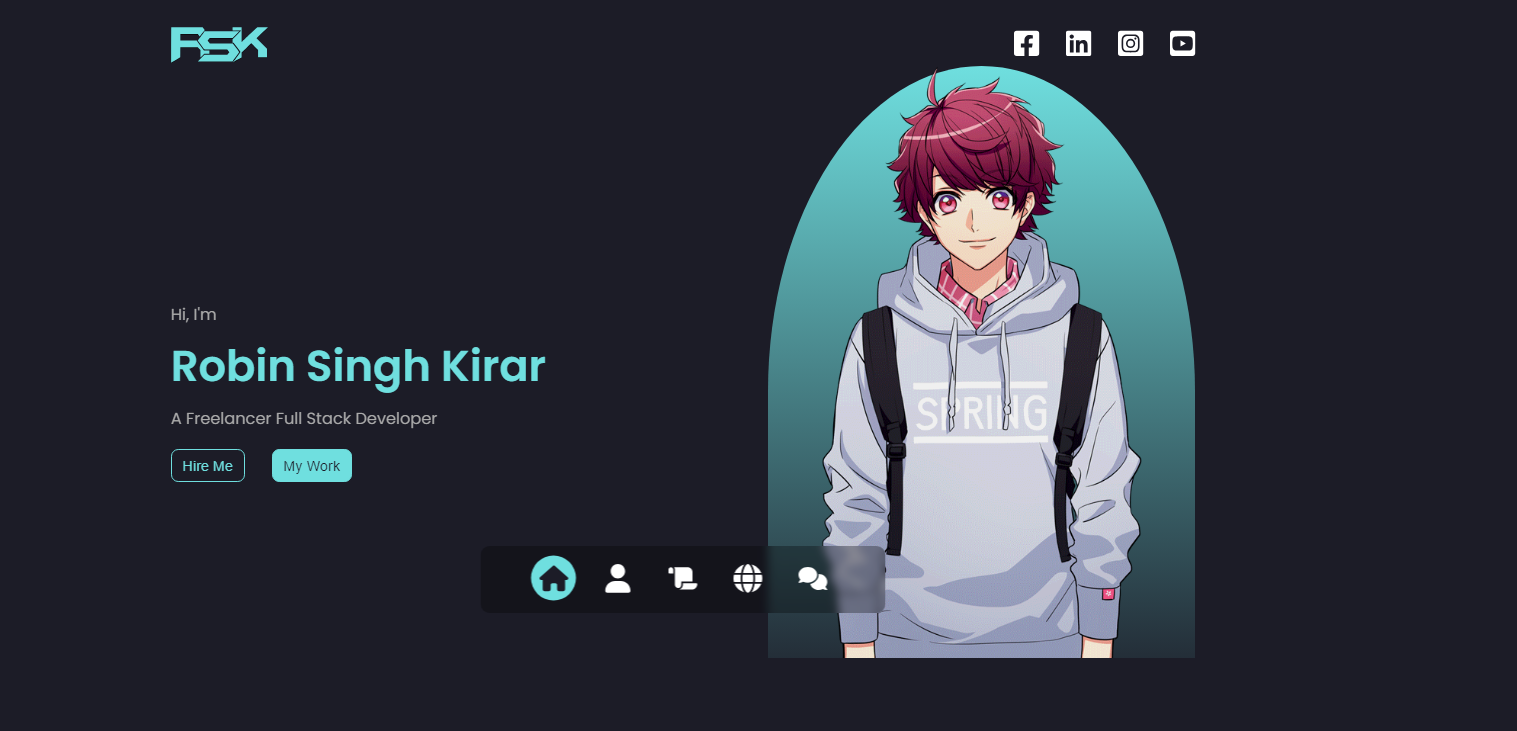 RSK
Hi, I'm
Robin Singh Kirar
A Freelancer Full Stack Developer
Hire Me
My Work
SPRING